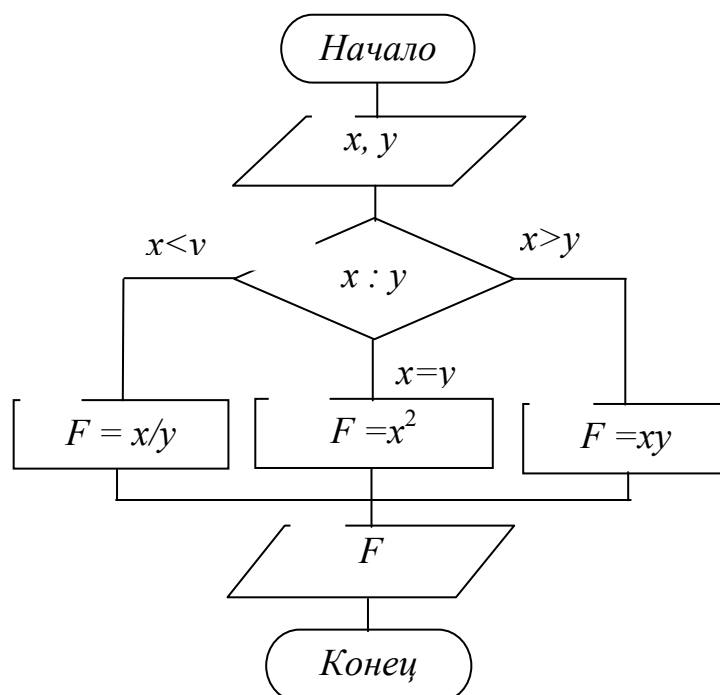 Начало
x, y
x<y
x>y
x : y
x=y
F = x/y
F =x²
F =xy
F
Конец